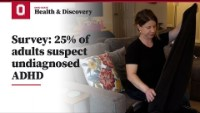 Health & Discovery
Survey: 25% of
adults suspect
undiagnosed
ADHD